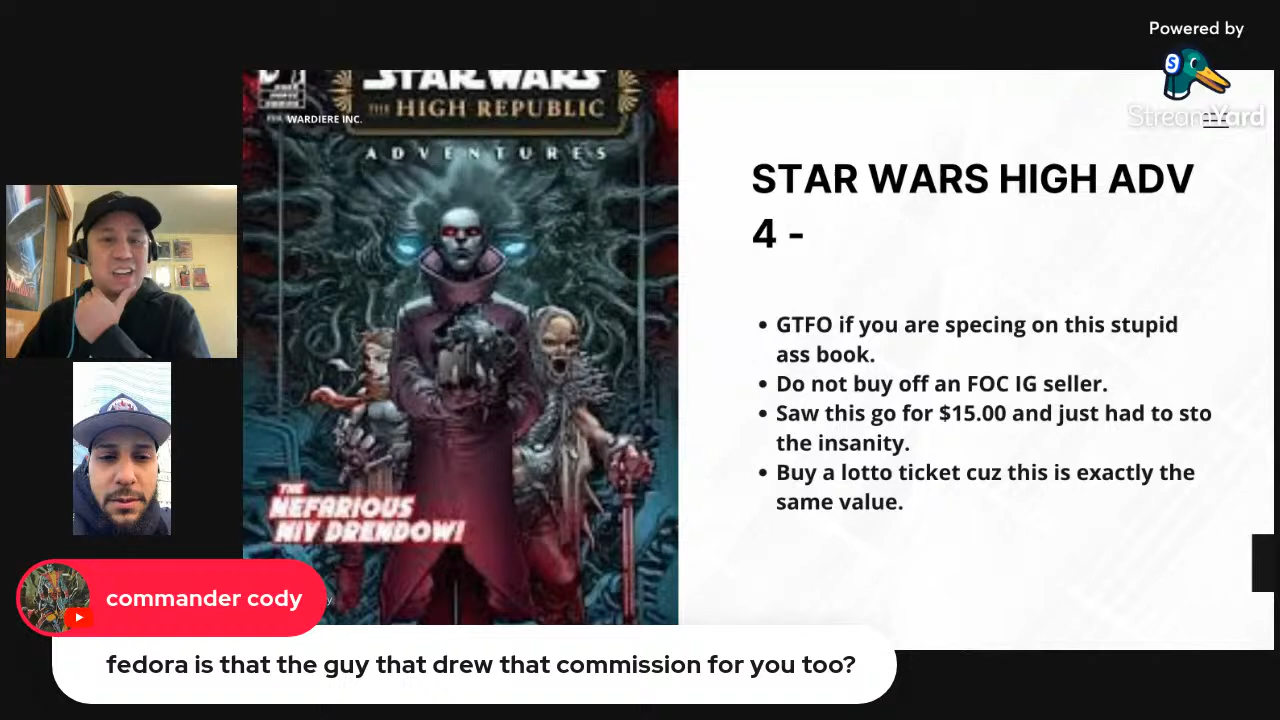 Powered by
StreamYard
STAR WARS
THE HIGH REPUBLIC
WARDIERE INC.
ADVENTURES
STAR WARS HIGH ADV
4 -
• GTFO if you are specing on this stupid
ass book.
• Do not buy off an FOC IG seller.
• Saw this go for $15.00 and just had to sto
the insanity.
• Buy a lotto ticket cuz this is exactly the
same value.
THE
NEFARIOUS
NIV DRENDOW!
commander cody
fedora is that the guy that drew that commission for you too?